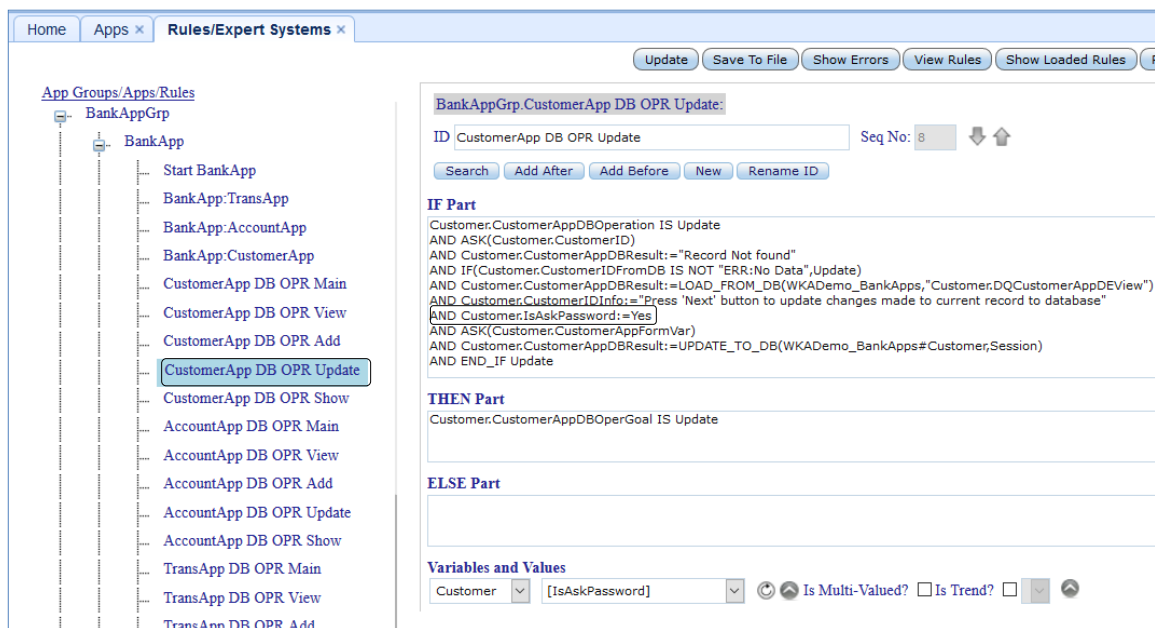 Home Apps × Rules/Expert Systems ×
Update Save To File Show Errors View Rules Show Loaded Rules
App Groups/Apps/Rules
BankAppGrp
BankApp
Start BankApp
BankApp:TransApp
BankApp:AccountApp
BankApp:CustomerApp
CustomerApp DB OPR Main
CustomerApp DB OPR View
CustomerApp DB OPR Add
CustomerApp DB OPR Update
CustomerApp DB OPR Show
AccountApp DB OPR Main
AccountApp DB OPR View
AccountApp DB OPR Add
AccountApp DB OPR Update
AccountApp DB OPR Show
TransApp DB OPR Main
TransApp DB OPR View
TransApp DB OPR Add
BankAppGrp.CustomerApp DB OPR Update:
ID CustomerApp DB OPR Update Seq No: 8
Search Add After Add Before New Rename ID
IF Part
Customer.CustomerAppDBOperation IS Update
AND ASK(Customer.CustomerID)
AND Customer.CustomerAppDBResult:="Record Not found"
AND IF(Customer.CustomerIDFromDB IS NOT "ERR:No Data",Update)
AND Customer.CustomerAppDBResult:=LOAD_FROM_DB(WKADemo_BankApps,"Customer.DQCustomerAppDEView")
AND Customer.CustomerIDInfo:="Press 'Next' button to update changes made to current record to database"
AND Customer.IsAskPassword:=Yes
AND ASK(Customer.CustomerAppFormVar)
AND Customer.CustomerAppDBResult:=UPDATE_TO_DB(WKADemo_BankApps#Customer,Session)
AND END_IF Update
THEN Part
Customer.CustomerAppDBOperGoal IS Update
ELSE Part
Variables and Values
Customer [IsAskPassword] Is Multi-Valued? Is Trend?